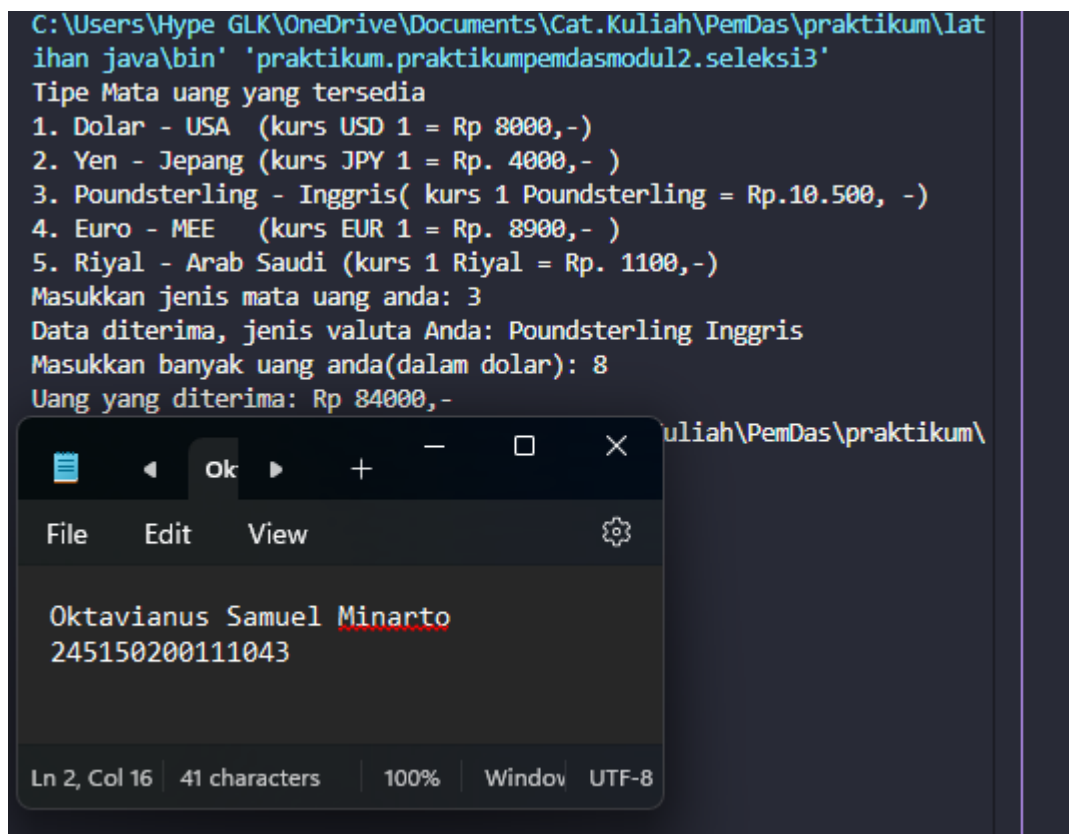 C:\Users\Hype GLK\OneDrive\Documents\Cat.Kuliah\PemDas\praktikum\lat
ihan java\bin' 'praktikum.praktikumpemdasmodul2.seleksi3'
Tipe Mata uang yang tersedia
1. Dolar - USA  (kurs USD 1 = Rp 8000,-)
2. Yen - Jepang (kurs JPY 1 = Rp. 4000,- )
3. Poundsterling - Inggris( kurs 1 Poundsterling = Rp.10.500, -)
4. Euro - MEE   (kurs EUR 1 = Rp. 8900,- )
5. Riyal - Arab Saudi (kurs 1 Riyal = Rp. 1100,-)
Masukkan jenis mata uang anda: 3
Data diterima, jenis valuta Anda: Poundsterling Inggris
Masukkan banyak uang anda(dalam dolar): 8
Uang yang diterima: Rp 84000,-
uliah\PemDas\praktikum\
Ok
File Edit View
Oktavianus Samuel Minarto
245150200111043
Ln 2, Col 16 41 characters 100% Window UTF-8